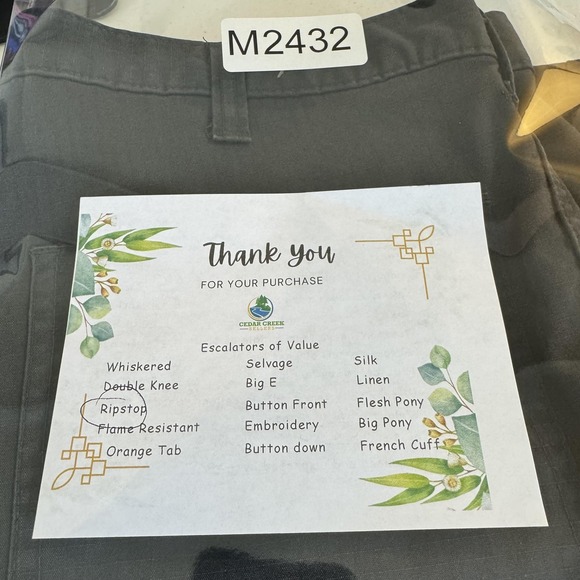 M2432
Thank You
FOR YOUR PURCHASE
CEDAR CREEK
SELLERS
Escalators of Value
Whiskered Selvage Silk
Double Knee Big E Linen
Ripstop Button Front Flesh Pony
Flame Resistant Embroidery Big Pony
Orange Tab Button down French Cuff